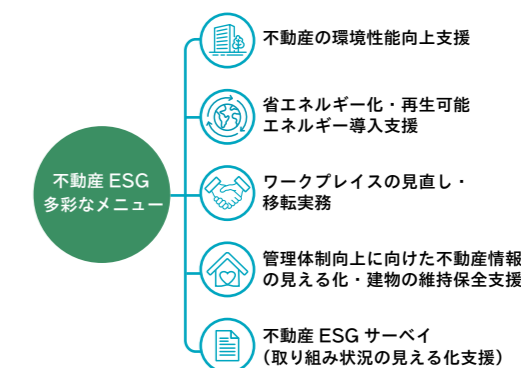 不動産の環境性能向上支援
省エネルギー化・再生可能
エネルギー導入支援
不動産 ESG
多彩なメニュー
ワークプレイスの見直し・
移転実務
管理体制向上に向けた不動産情報
の見える化・建物の維持保全支援
不動産 ESG サーベイ
(取り組み状況の見える化支援)